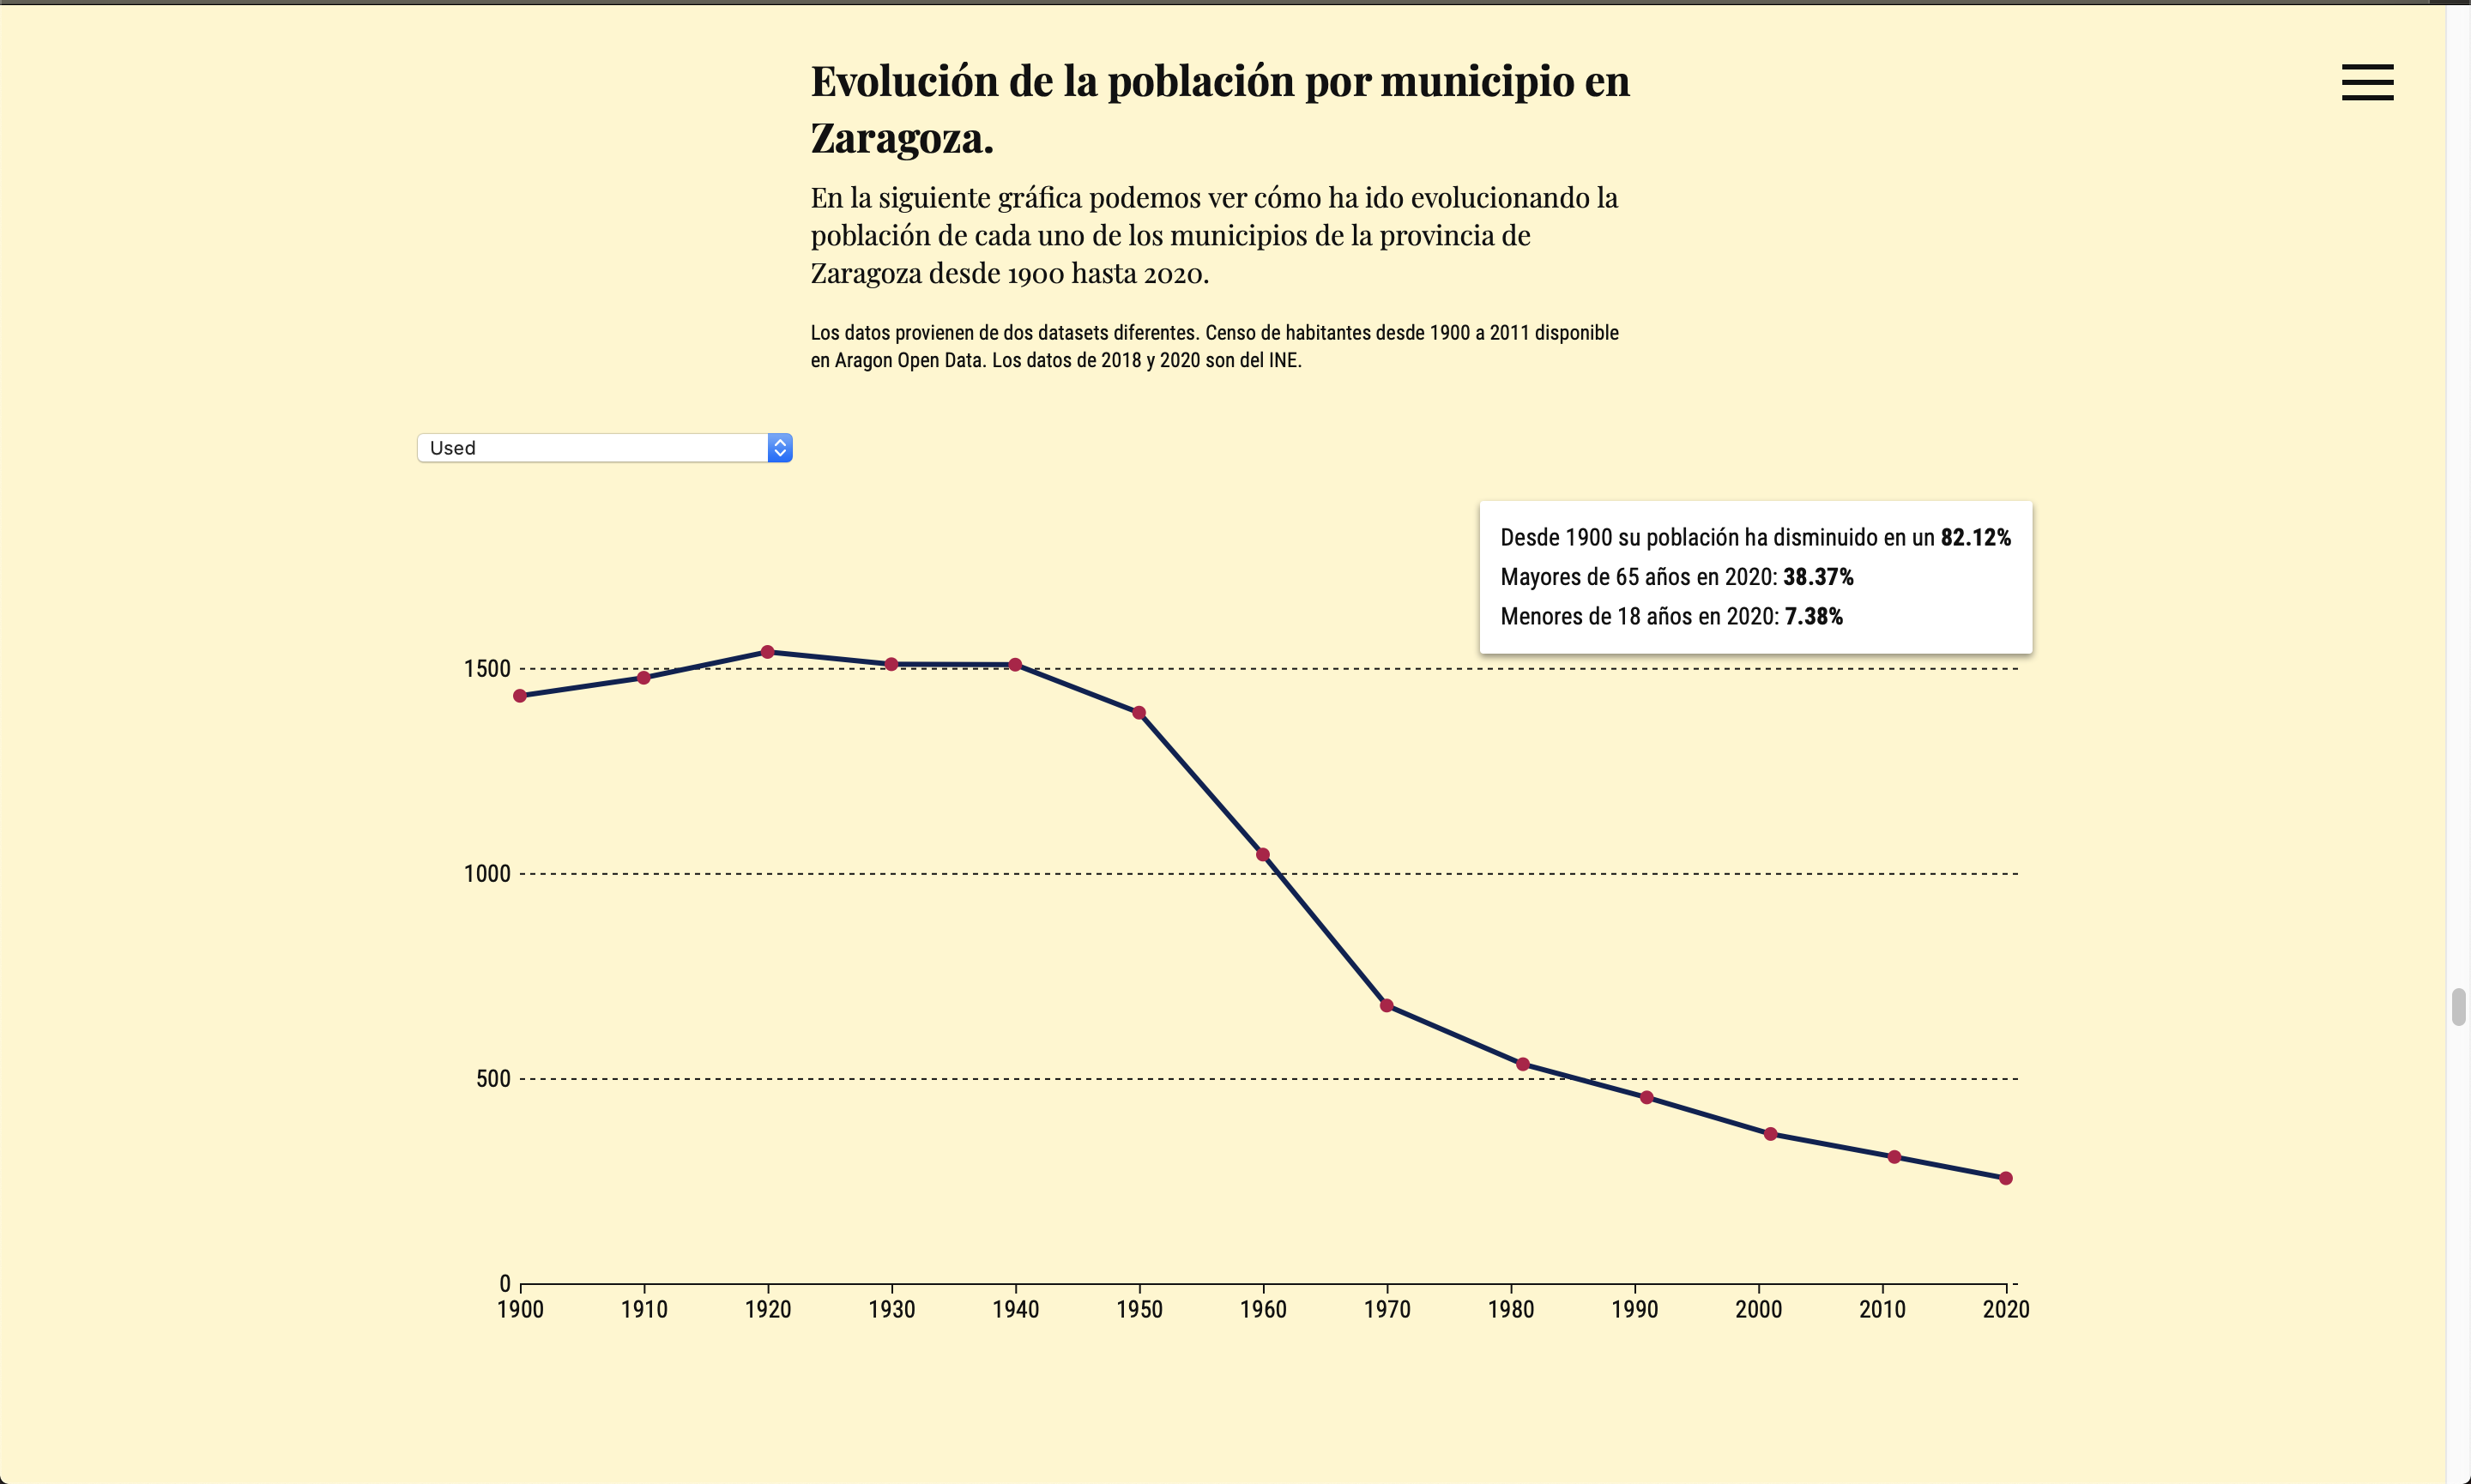 Evolución de la población por municipio en
Zaragoza.
En la siguiente gráfica podemos ver cómo ha ido evolucionando la
población de cada uno de los municipios de la provincia de
Zaragoza desde 1900 hasta 2020.
Los datos provienen de dos datasets diferentes. Censo de habitantes desde 1900 a 2011 disponible
en Aragon Open Data. Los datos de 2018 y 2020 son del INE.
Used
Desde 1900 su población ha disminuido en un 82.12%
Mayores de 65 años en 2020: 38.37%
Menores de 18 años en 2020: 7.38%
1500
1000
500
0
1900 1910 1920 1930 1940 1950 1960 1970 1980 1990 2000 2010 2020